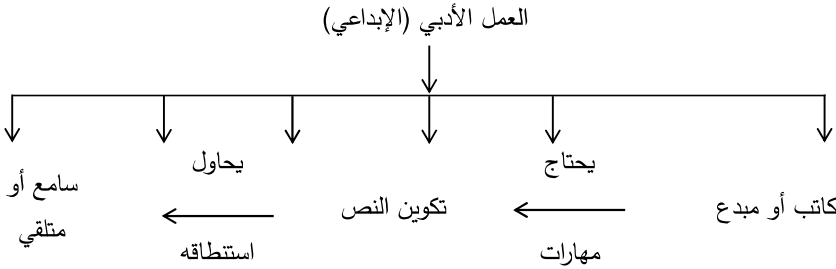 العمل الأدبي (الإبداعي)
يحتاج
يحاول
كاتب أو مبدع
تكوين النص
سامع أو
متلقي
مهارات
استنطاقه